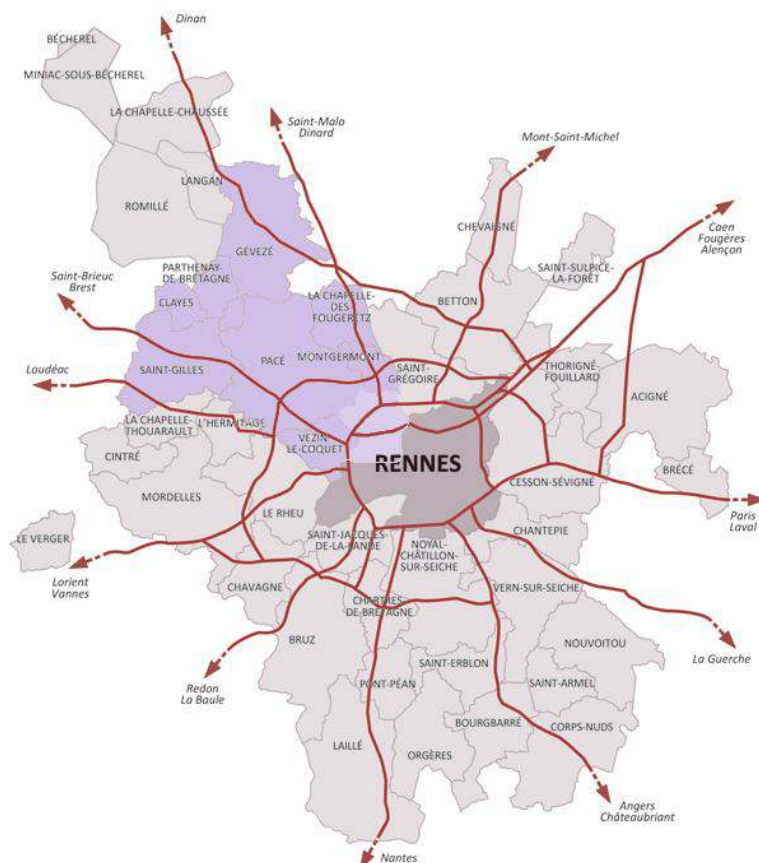 Dinan
BÉCHEREL
MINIAC-SOUS-BÉCHEREL
LA CHAPELLE-CHAUSSÉE
Saint-Malo
Dinard
Mont-Saint-Michel
LANGAN
ROMILLÉ
Caen
Fougères
Alençon
CHEVAIGNÉ
GÉVEZÉ
SAINT-SULPICE-
LA-FORÊT
Saint-Brieuc
Brest
PARTHENAY-
DE-BRETAGNE
CLAYES
LA CHAPELLE-
DES
FOUGERETZ
BETTON
PACÉ
MONTGERMONT
SAINT-GILLES
SAINT-
GRÉGOIRE
THORIGNÉ-
FOUILLARD
Loudéac
ACIGNÉ
LA CHAPELLE-
THOUARAULT
L'HERMITAGE
VEZIN-
LE-COQUET
CINTRÉ
RENNES
BRÉCÉ
CESSON-SÉVIGNÉ
MORDELLES
Paris
Laval
LE RHEU
LE VERGER
SAINT-JACQUES-
DE-LA-LANDE
NOYAL-
CHÂTILLON-
SUR-SEICHE
CHANTEPIE
Lorient
Vannes
CHAVAGNE
VERN-SUR-SEICHE
CHARTRES-
DE-BRETAGNE
BRUZ
NOUVOITOU
La Guerche
SAINT-ERBLON
Redon
La Baule
PONT-PÉAN
SAINT-ARMEL
BOURGBARRÉ
CORPS-NUDS
LAILLÉ
ORGÈRES
Angers
Châteaubriant
Nantes